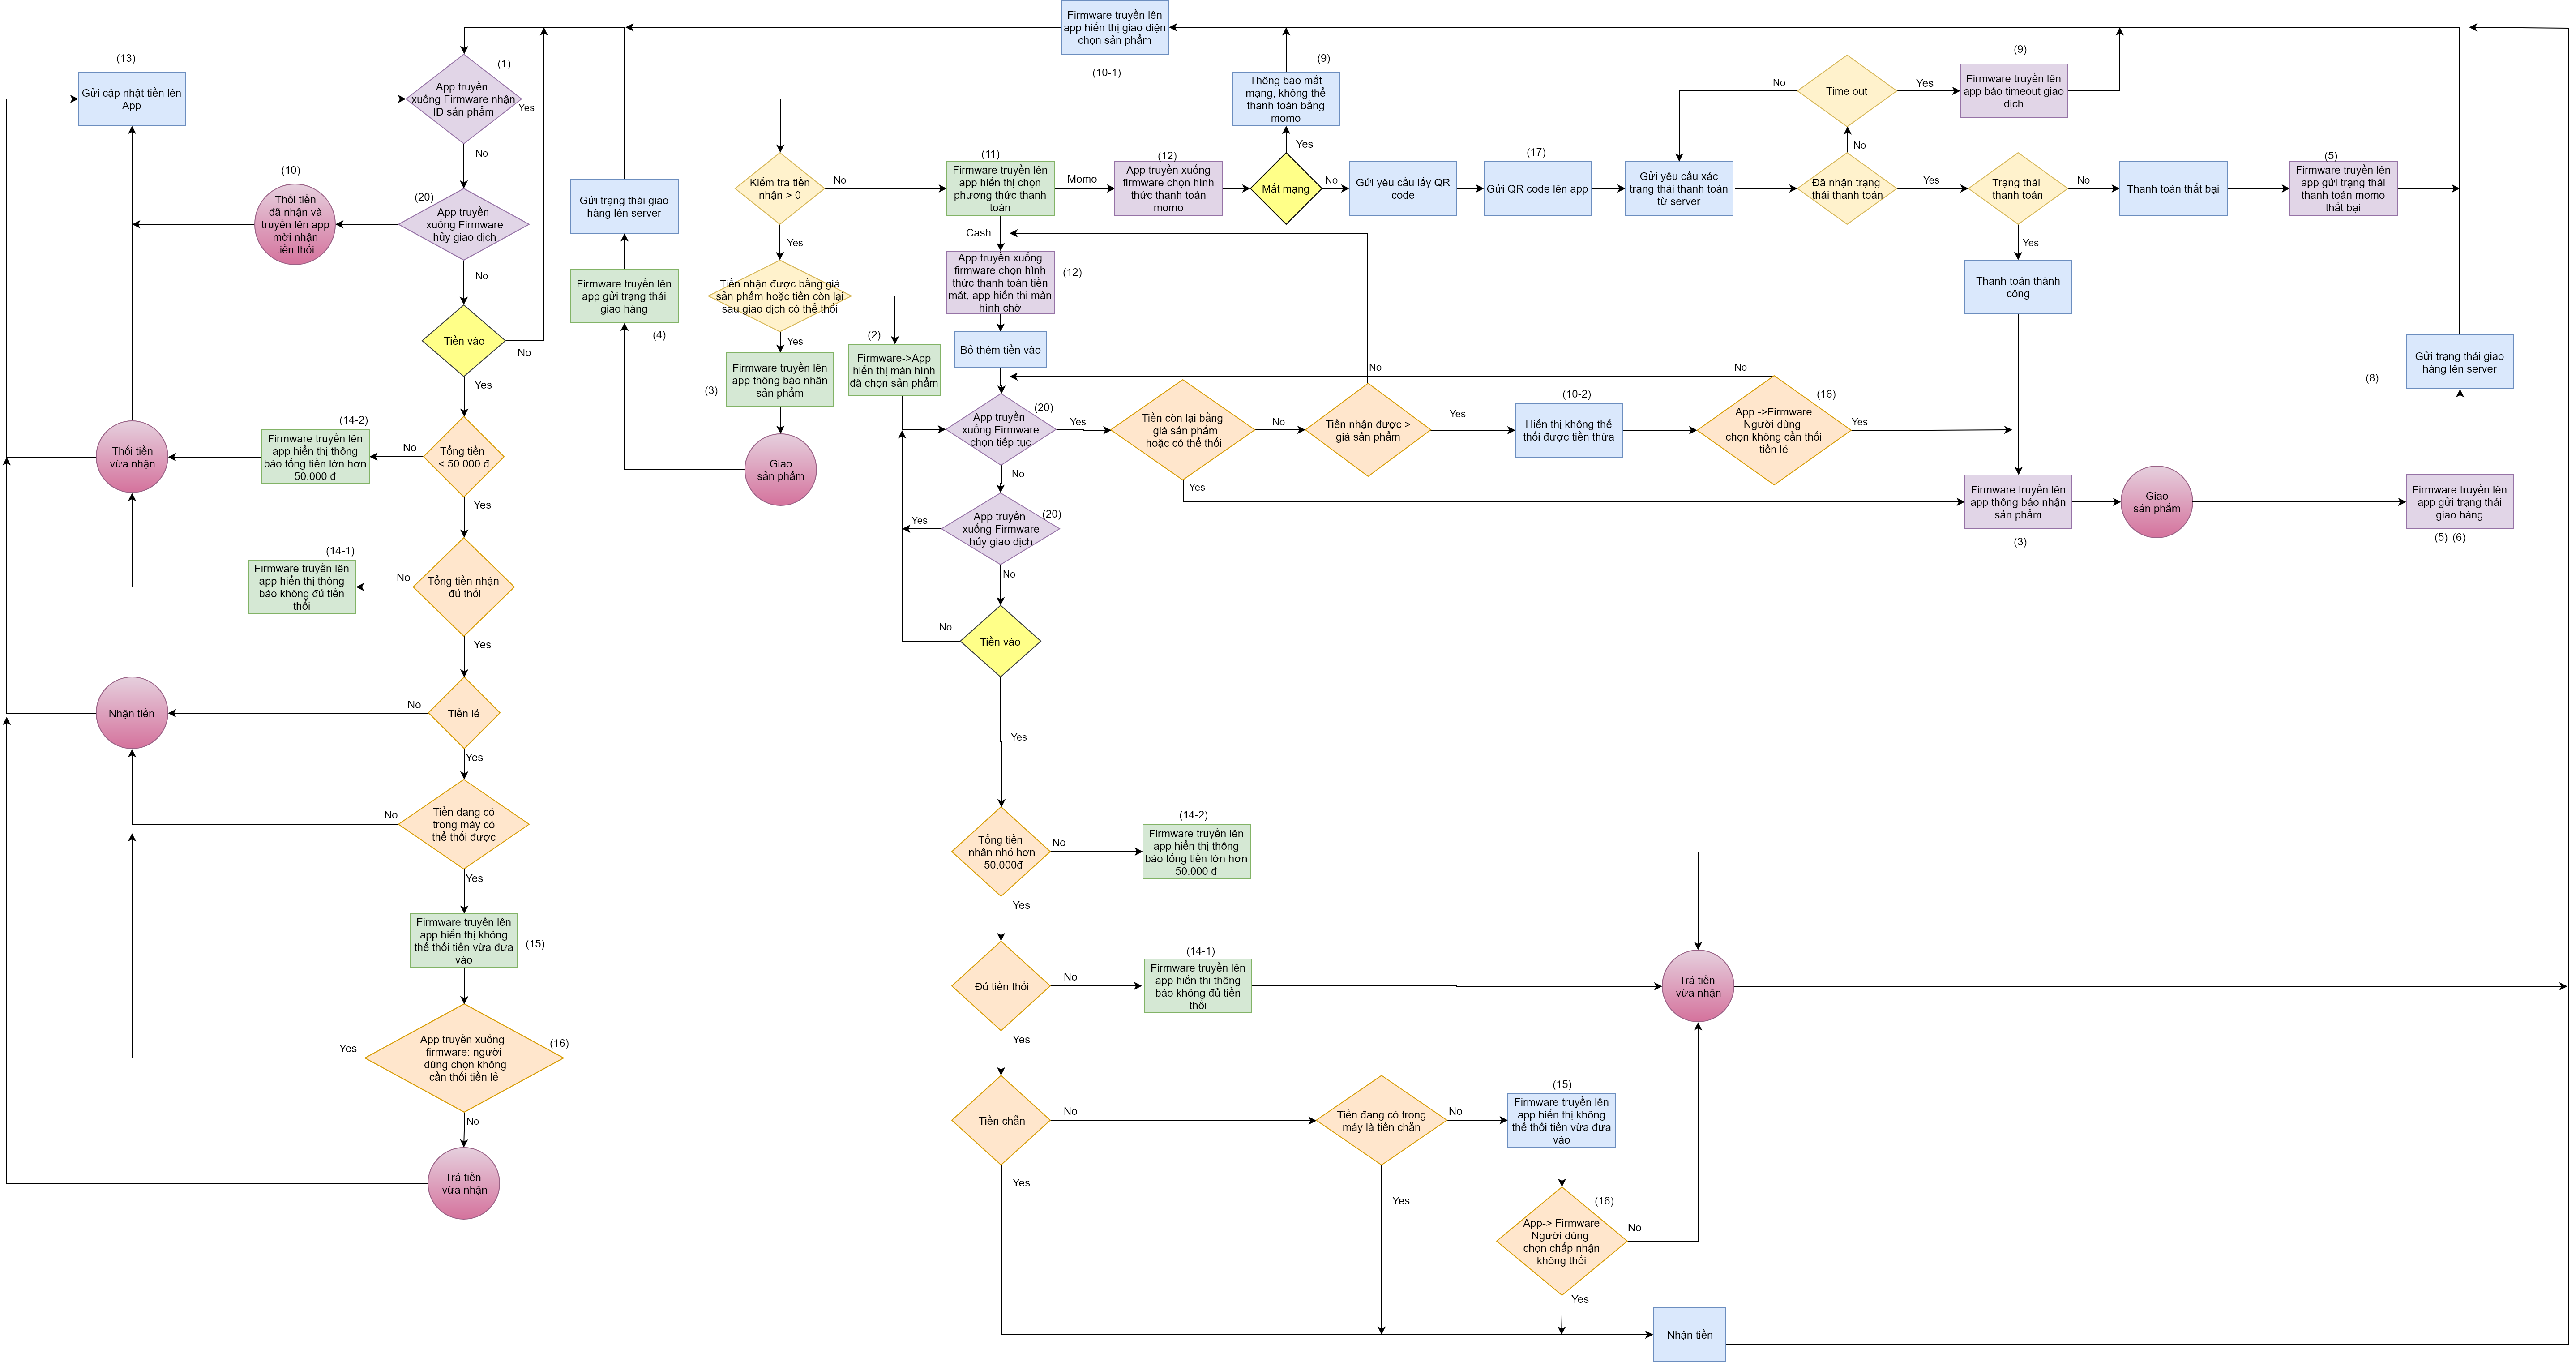 Firmware truyền lên
app hiển thị giao diện
chọn sản phẩm
(10-1)
(13)
Gửi cập nhật tiền lên
App
(1)
App truyền
xuống Firmware nhận
ID sản phẩm
Yes
No
(10)
Thối tiền
đã nhận và
truyền lên app
mời nhận
tiền thối
(20)
App truyền
xuống Firmware
hủy giao dịch
No
Tiền vào
No
Yes
(14-2)
Firmware truyền lên
app hiển thị thông
báo tổng tiền lớn hơn
50.000 đ
No
Tổng tiền
< 50.000 đ
Yes
Thối tiền
vừa nhận
(14-1)
Firmware truyền lên
app hiển thị thông
báo không đủ tiền
thối
No
Tổng tiền nhận
đủ thối
Yes
Nhận tiền
No
Tiền lẻ
Yes
No
Tiền đang có
trong máy có
thể thối được
Yes
Firmware truyền lên
app hiển thị không
thể thối tiền vừa đưa
vào
(15)
Yes
App truyền xuống
firmware: người
dùng chọn không
cần thối tiền lẻ
(16)
No
Trả tiền
vừa nhận
Gửi trạng thái giao
hàng lên server
Firmware truyền lên
app gửi trạng thái
giao hàng
(4)
Kiểm tra tiền
nhận > 0
No
Yes
Tiền nhận được bằng giá
sản phẩm hoặc tiền còn lại
sau giao dịch có thể thối
Yes
(3)
Firmware truyền lên
app thông báo nhận
sản phẩm
Giao
sản phẩm
(2)
Firmware->App
hiển thị màn hình
đã chọn sản phẩm
(11)
Firmware truyền lên
app hiển thị chọn
phương thức thanh
toán
Momo
(12)
App truyền xuống
firmware chọn hình
thức thanh toán
momo
(9)
Thông báo mất
mạng, không thể
thanh toán bằng
momo
Yes
Mất mạng
No
Gửi yêu cầu lấy QR
code
(17)
Gửi QR code lên app
Gửi yêu cầu xác
trạng thái thanh toán
từ server
No
Time out
Yes
(9)
Firmware truyền lên
app báo timeout giao
dịch
No
Đã nhận trạng
thái thanh toán
Yes
Trạng thái
thanh toán
No
Thanh toán thất bại
(5)
Firmware truyền lên
app gửi trạng thái
thanh toán momo
thất bại
Yes
Thanh toán thành
công
Cash
App truyền xuống
firmware chọn hình
thức thanh toán tiền
mặt, app hiển thị màn
hình chờ
(12)
Bỏ thêm tiền vào
(20)
App truyền
xuống Firmware
chọn tiếp tục
Yes
Tiền còn lại bằng
giá sản phẩm
hoặc có thể thối
No
Yes
No
Tiền nhận được >
giá sản phẩm
Yes
(10-2)
Hiển thị không thể
thối được tiền thừa
No
(16)
App ->Firmware
Người dùng
chọn không cần thối
tiền lẻ
Yes
Firmware truyền lên
app thông báo nhận
sản phẩm
(3)
Giao
sản phẩm
(8)
Gửi trạng thái giao
hàng lên server
Firmware truyền lên
app gửi trạng thái
giao hàng
(5) (6)
No
(20)
App truyền
xuống Firmware
hủy giao dịch
Yes
No
Tiền vào
No
Yes
Tổng tiền
nhận nhỏ hơn
50.000đ
No
(14-2)
Firmware truyền lên
app hiển thị thông
báo tổng tiền lớn hơn
50.000 đ
Yes
Đủ tiền thối
No
(14-1)
Firmware truyền lên
app hiển thị thông
báo không đủ tiền
thối
Trả tiền
vừa nhận
Yes
Tiền chẵn
No
Yes
Tiền đang có trong
máy là tiền chẵn
No
Yes
(15)
Firmware truyền lên
app hiển thị không
thể thối tiền vừa đưa
vào
(16)
App-> Firmware
Người dùng
chọn chấp nhận
không thối
No
Yes
Nhận tiền